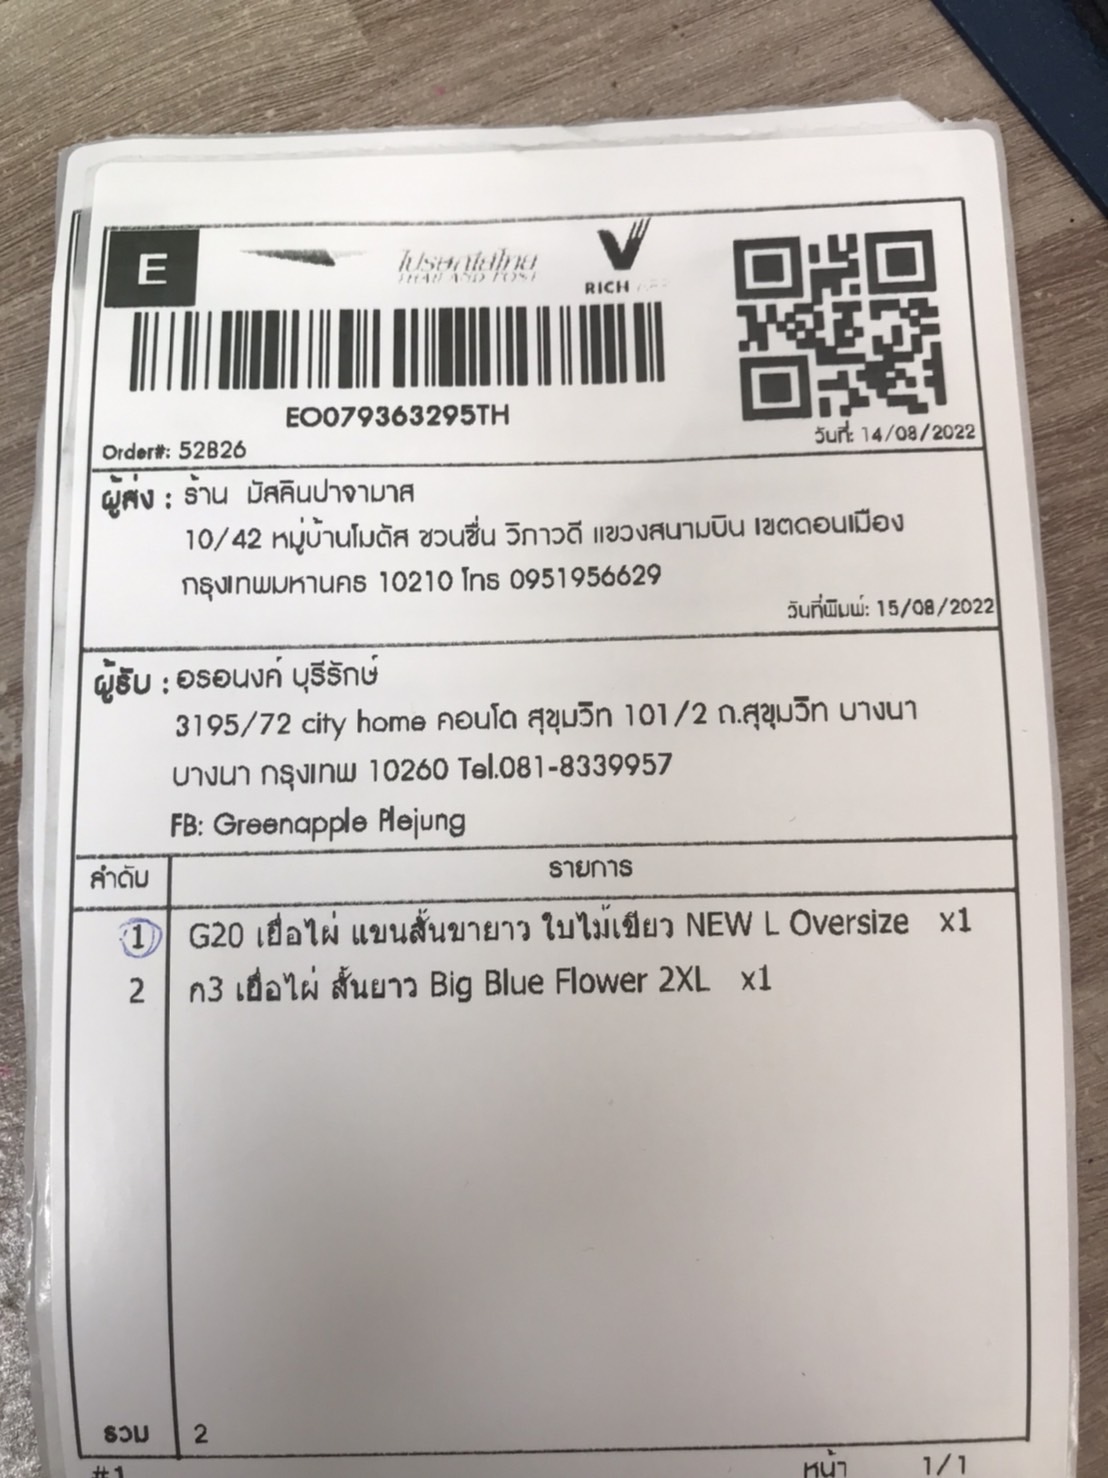 E
ไปรษณีย์ไทย
THAILAND POST
RICH
EO079363295TH
Order#: 52B26
วันที่: 14/08/2022
ผู้ส่ง : ร้าน มัสลินปาจามาส
10/42 หมู่บ้านโมดัส ชวนชื่น วิภาวดี แขวงสนามบิน เขตดอนเมือง
กรุงเทพมหานคร 10210 โทร 0951956629
วันที่พิมพ์: 15/08/2022
ผู้รับ : อรอนงค์ บุรีรักษ์
3195/72 city home คอนโด สุขุมวิท 101/2 ถ.สุขุมวิท บางนา
บางนา กรุงเทพ 10260 Tel.081-8339957
FB: Greenapple Plejung
ลำดับ รายการ
1 G20 เยื่อไผ่ แขนสั้นขายาว ใบไม้เขียว NEW L Oversize x1
2 ก3 เยื่อไผ่ สั้นยาว Big Blue Flower 2XL x1
รวม 2
#1 หน้า 1/1